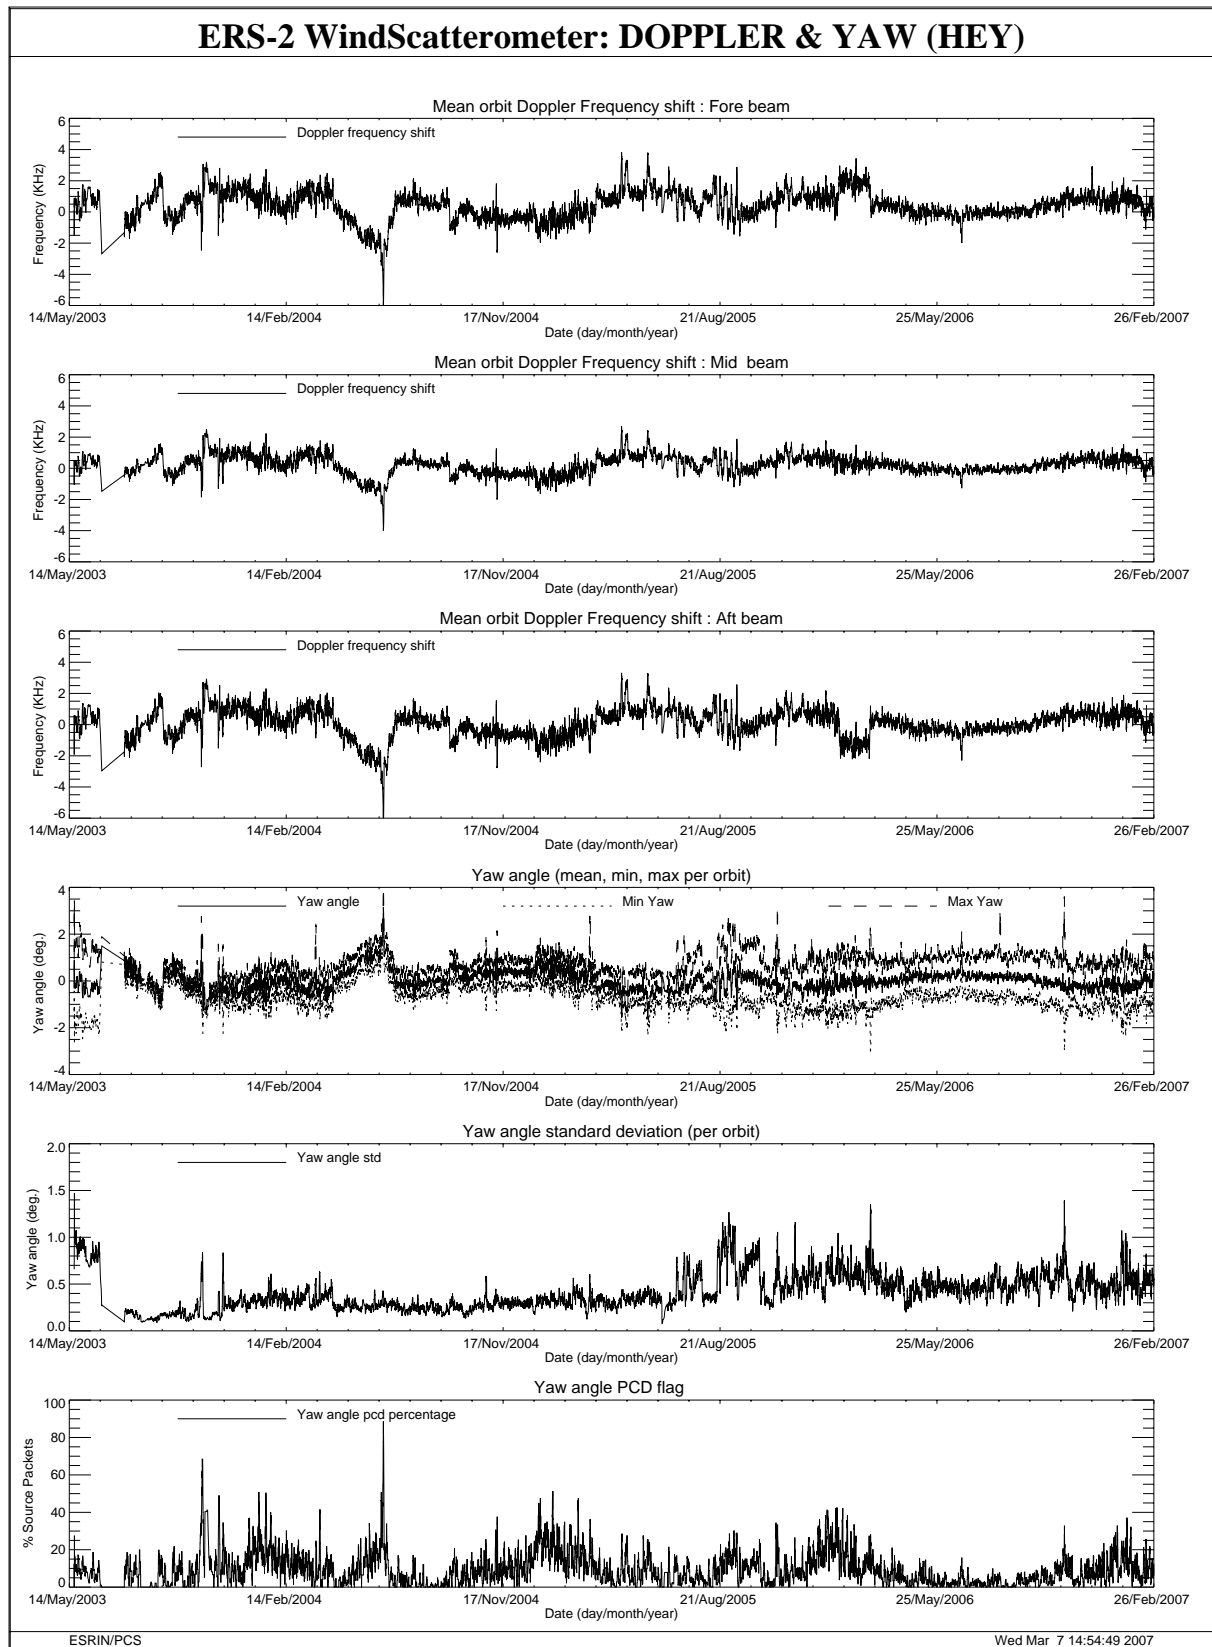 ERS-2 WindScatterometer: DOPPLER & YAW (HEY)
Mean orbit Doppler Frequency shift : Fore beam
Doppler frequency shift
Frequency (KHz)
6
4
2
0
-2
-4
-6
14/May/2003 14/Feb/2004 17/Nov/2004 21/Aug/2005 25/May/2006 26/Feb/2007
Date (day/month/year)
Mean orbit Doppler Frequency shift : Mid beam
Doppler frequency shift
Frequency (KHz)
6
4
2
0
-2
-4
-6
14/May/2003 14/Feb/2004 17/Nov/2004 21/Aug/2005 25/May/2006 26/Feb/2007
Date (day/month/year)
Mean orbit Doppler Frequency shift : Aft beam
Doppler frequency shift
Frequency (KHz)
6
4
2
0
-2
-4
-6
14/May/2003 14/Feb/2004 17/Nov/2004 21/Aug/2005 25/May/2006 26/Feb/2007
Date (day/month/year)
Yaw angle (mean, min, max per orbit)
Yaw angle Min Yaw Max Yaw
Yaw angle (deg.)
4
2
0
-2
-4
14/May/2003 14/Feb/2004 17/Nov/2004 21/Aug/2005 25/May/2006 26/Feb/2007
Date (day/month/year)
Yaw angle standard deviation (per orbit)
Yaw angle std
Yaw angle (deg.)
2.0
1.5
1.0
0.5
0.0
14/May/2003 14/Feb/2004 17/Nov/2004 21/Aug/2005 25/May/2006 26/Feb/2007
Date (day/month/year)
Yaw angle PCD flag
Yaw angle pcd percentage
% Source Packets
100
80
60
40
20
0
14/May/2003 14/Feb/2004 17/Nov/2004 21/Aug/2005 25/May/2006 26/Feb/2007
Date (day/month/year)
ESRIN/PCS Wed Mar 7 14:54:49 2007